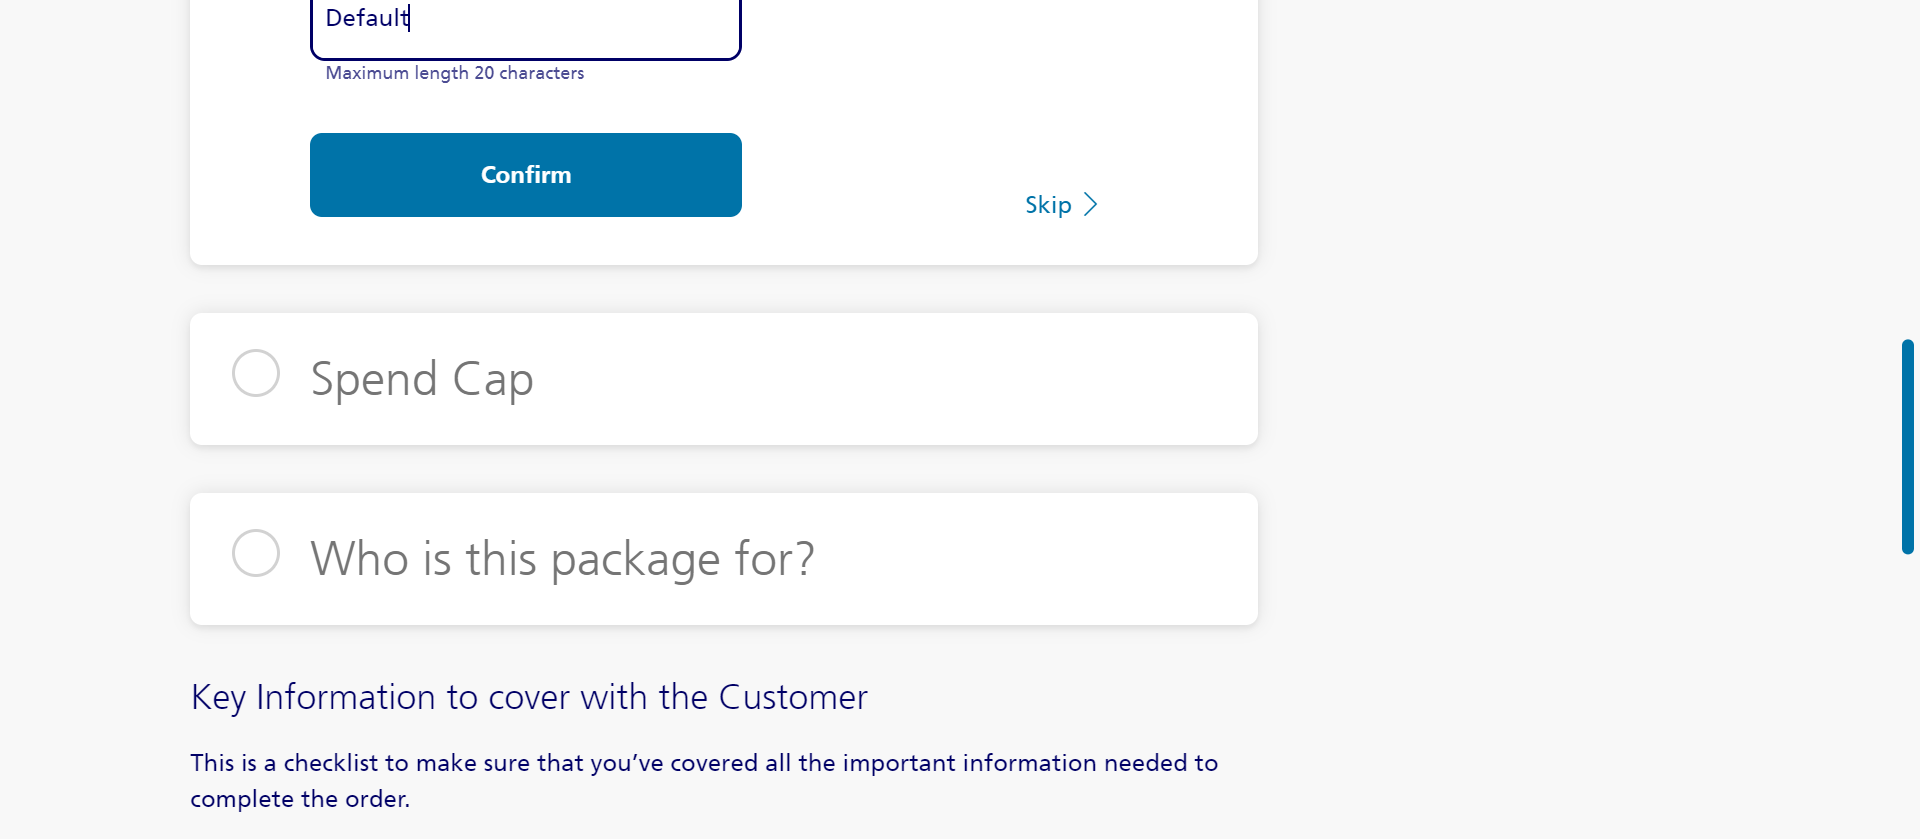 Default
Maximum length 20 characters
Confirm
Skip
Spend Cap
Who is this package for?
Key Information to cover with the Customer
This is a checklist to make sure that you’ve covered all the important information needed to
complete the order.